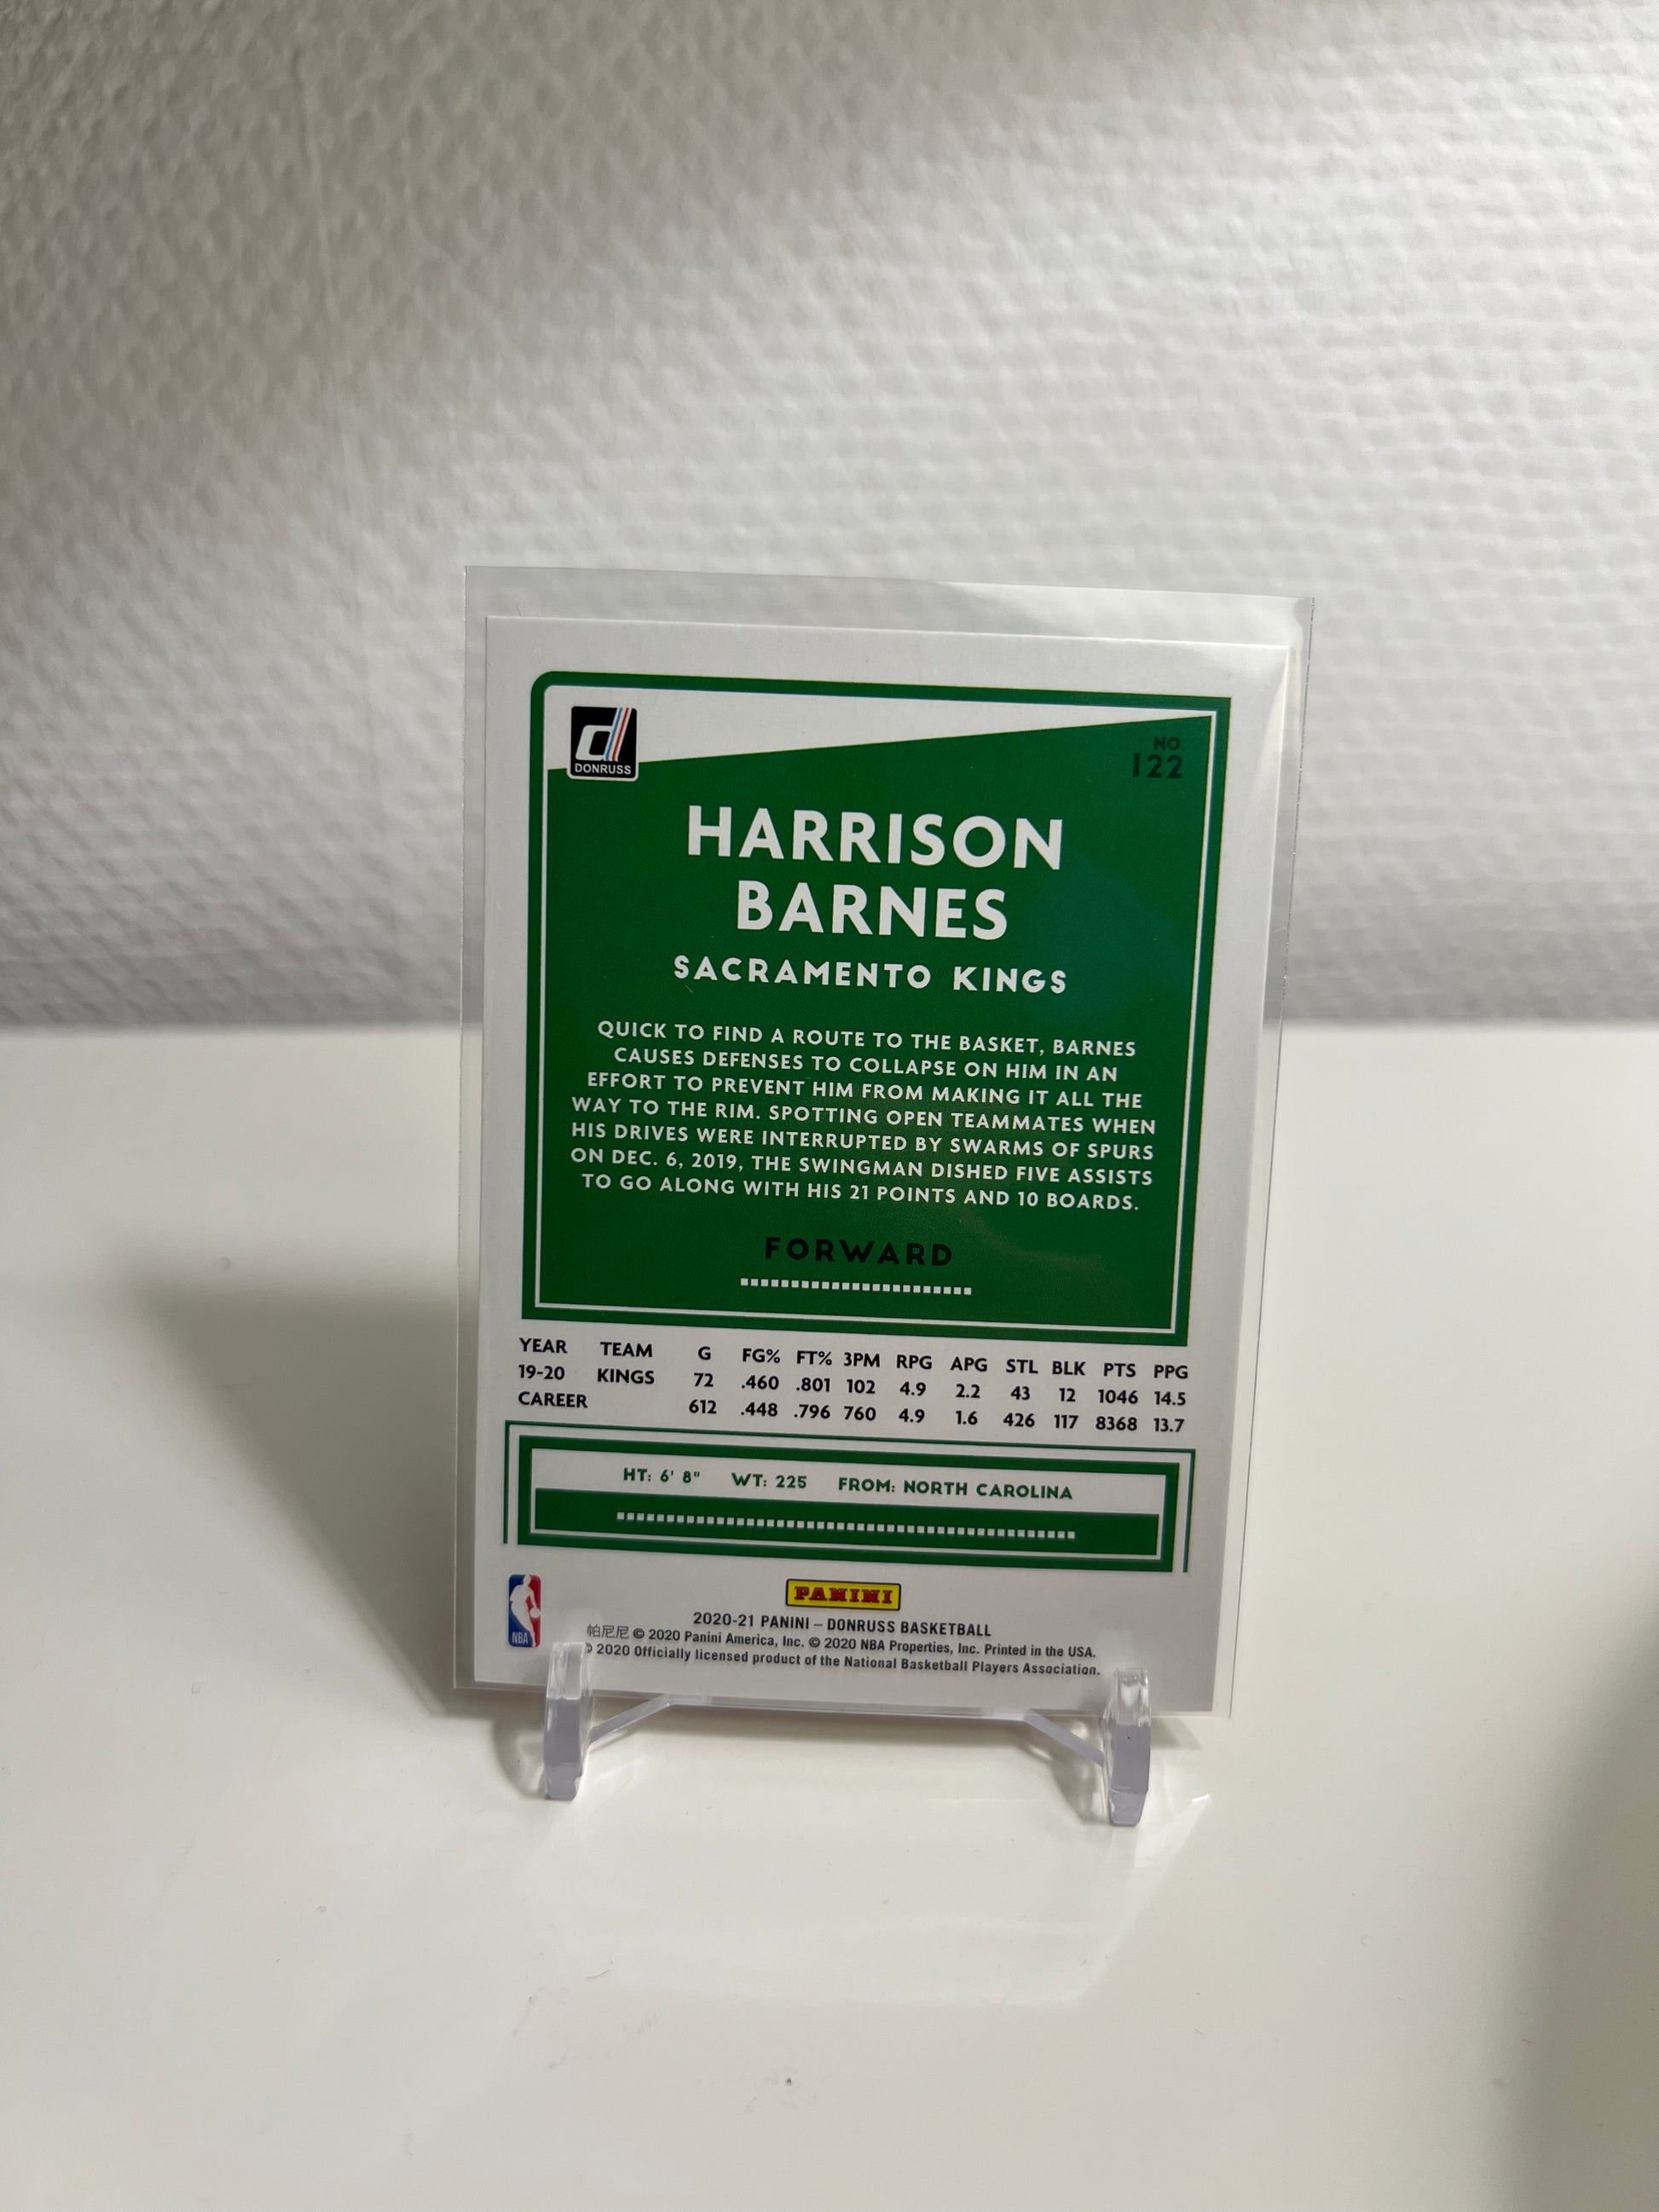 DONRUSS
NO.
122
HARRISON
BARNES
SACRAMENTO KINGS
QUICK TO FIND A ROUTE TO THE BASKET, BARNES
CAUSES DEFENSES TO COLLAPSE ON HIM IN AN
EFFORT TO PREVENT HIM FROM MAKING IT ALL THE
WAY TO THE RIM. SPOTTING OPEN TEAMMATES WHEN
HIS DRIVES WERE INTERRUPTED BY SWARMS OF SPURS
ON DEC. 6, 2019, THE SWINGMAN DISHED FIVE ASSISTS
TO GO ALONG WITH HIS 21 POINTS AND 10 BOARDS.
FORWARD
YEAR TEAM G FG% FT% 3PM RPG APG STL BLK PTS PPG
19-20 KINGS 72 .460 .801 102 4.9 2.2 43 12 1046 14.5
CAREER 612 .448 .796 760 4.9 1.6 426 117 8368 13.7
HT: 6' 8" WT: 225 FROM: NORTH CAROLINA
PANINI
NBA
2020-21 PANINI – DONRUSS BASKETBALL
帕尼尼 © 2020 Panini America, Inc. © 2020 NBA Properties, Inc. Printed in the USA.
© 2020 Officially licensed product of the National Basketball Players Association.